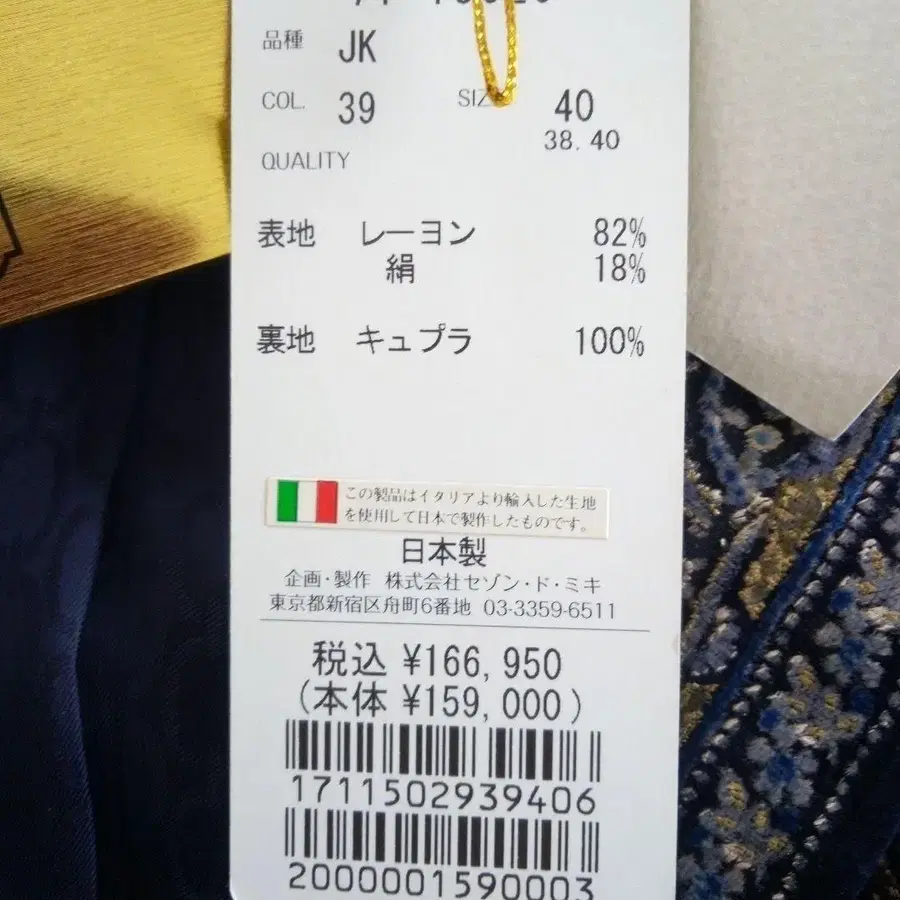 品種 JK
COL. 39 SIZ 40
38. 40
QUALITY
表地 レーヨン 82%
絹 18%
裏地 キュプラ 100%
この製品はイタリアより輸入した生地
を使用して日本で製作したものです。
日本製
企画・製作 株式会社セゾン・ド・ミキ
東京都新宿区舟町6番地 03-3359-6511
税込 ¥166,950
(本体 ¥159,000)
1711502939406
2000001590003